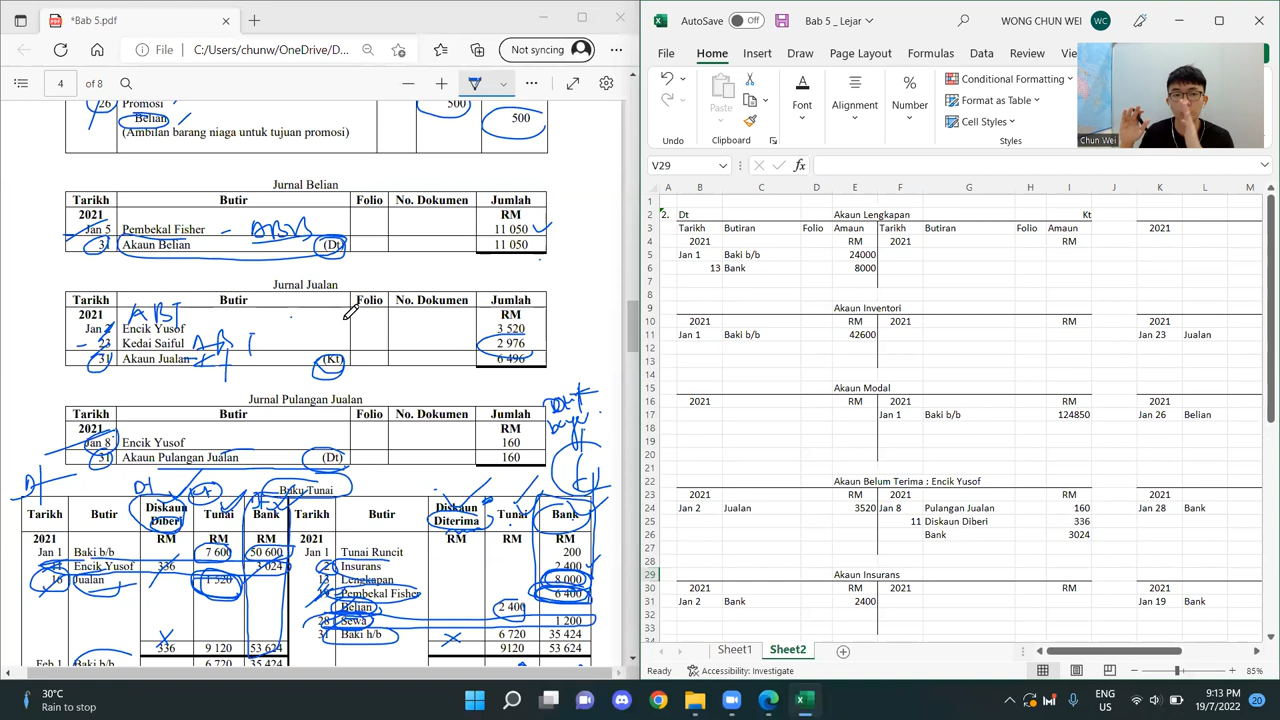 *Bab 5.pdf
File
C:/Users/chunw/OneDrive/D...
Not syncing
4 of 8
26 Promosi 500
Belian 500
(Ambilan barang niaga untuk tujuan promosi)
Jurnal Belian
Tarikh Butir Folio No. Dokumen Jumlah
2021 RM
Jan 5 Pembekal Fisher - ABB 11 050
31 Akaun Belian (Dt) 11 050
Jurnal Jualan
Tarikh Butir Folio No. Dokumen Jumlah
2021 ABT RM
Jan 2 Encik Yusof 3 520
23 Kedai Saiful 2 976
31 Akaun Jualan (Kt) 6 496
Jurnal Pulangan Jualan
Tarikh Butir Folio No. Dokumen Jumlah
2021 RM
Jan 8 Encik Yusof 160
31 Akaun Pulangan Jualan (Dt) 160
Buku Tunai
Tarikh Butir Diskaun Diberi Tunai Bank Tarikh Butir Diskaun Diterima Tunai Bank
RM RM RM RM RM RM
2021 2021
Jan 1 Baki b/b 7 600 50 600 Jan 1 Tunai Runcit 200
Encik Yusof 336 3 024 2 Insurans 2 400
16 Jualan 1 520 13 Lengkapan 8 000
Pembekal Fisher 6 400
Belian 2 400
28 Sewa 1 200
31 Baki h/b 6 720 35 424
336 9 120 53 624 9120 53 624
Feb 1 Baki b/b 6 720 35 424
AutoSave Off Bab 5 _ Lejar WONG CHUN WEI WC
File Home Insert Draw Page Layout Formulas Data Review Help
Undo Paste Clipboard Font Alignment Number
Conditional Formatting
Format as Table
Cell Styles
Styles
Chun Wei
V29 fx
A B C D E F G H I J K L M
2. Dt Akaun Lengkapan Kt
Tarikh Butiran Folio Amaun Tarikh Butiran Folio Amaun 2021
2021 RM 2021 RM
Jan 1 Baki b/b 24000
13 Bank 8000
Akaun Inventori
2021 RM 2021 RM
Jan 1 Baki b/b 42600 Jan 23 Jualan
Akaun Modal
2021 RM 2021 RM
Jan 1 Baki b/b 124850 Jan 26 Belian
Akaun Belum Terima : Encik Yusof
2021 RM 2021 RM
Jan 2 Jualan 3520 Jan 8 Pulangan Jualan 160 Jan 28 Bank
11 Diskaun Diberi 336
Bank 3024
Akaun Insurans
2021 RM 2021 RM
Jan 2 Bank 2400 Jan 19 Bank
Sheet1 Sheet2
Ready Accessibility: Investigate 85%
30°C
Rain to stop
ENG
US
9:13 PM
19/7/2022
20